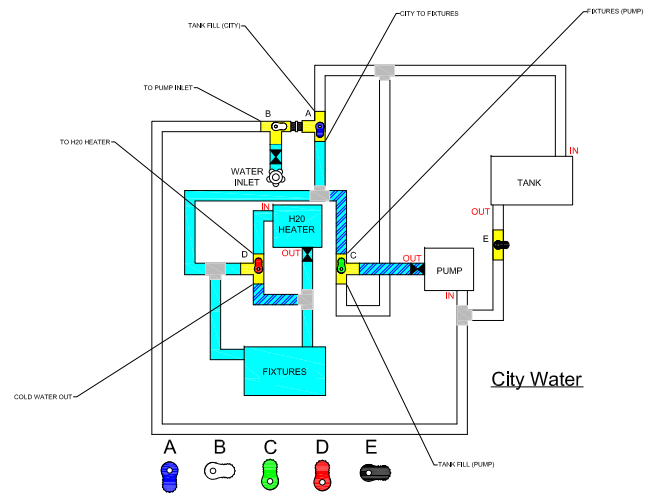 CITY TO FIXTURES
FIXTURES (PUMP)
TANK FILL (CITY)
TO PUMP INLET
B
A
TO H20 HEATER
WATER
INLET
IN
TANK
IN
H20
HEATER
OUT
OUT
E
D
C
OUT
PUMP
IN
FIXTURES
City Water
COLD WATER OUT
TANK FILL (PUMP)
A B C D E